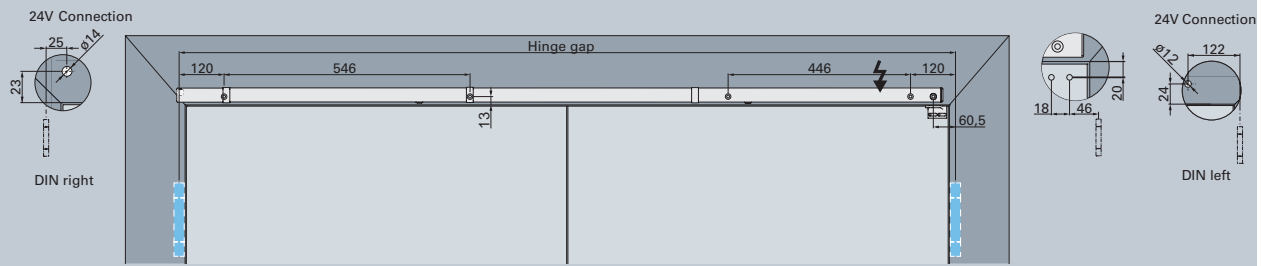 24V Connection
25
ø14
23
DIN right
Hinge gap
120
546
446
120
13
60,5
18
46
20
24V Connection
ø12
122
24
DIN left